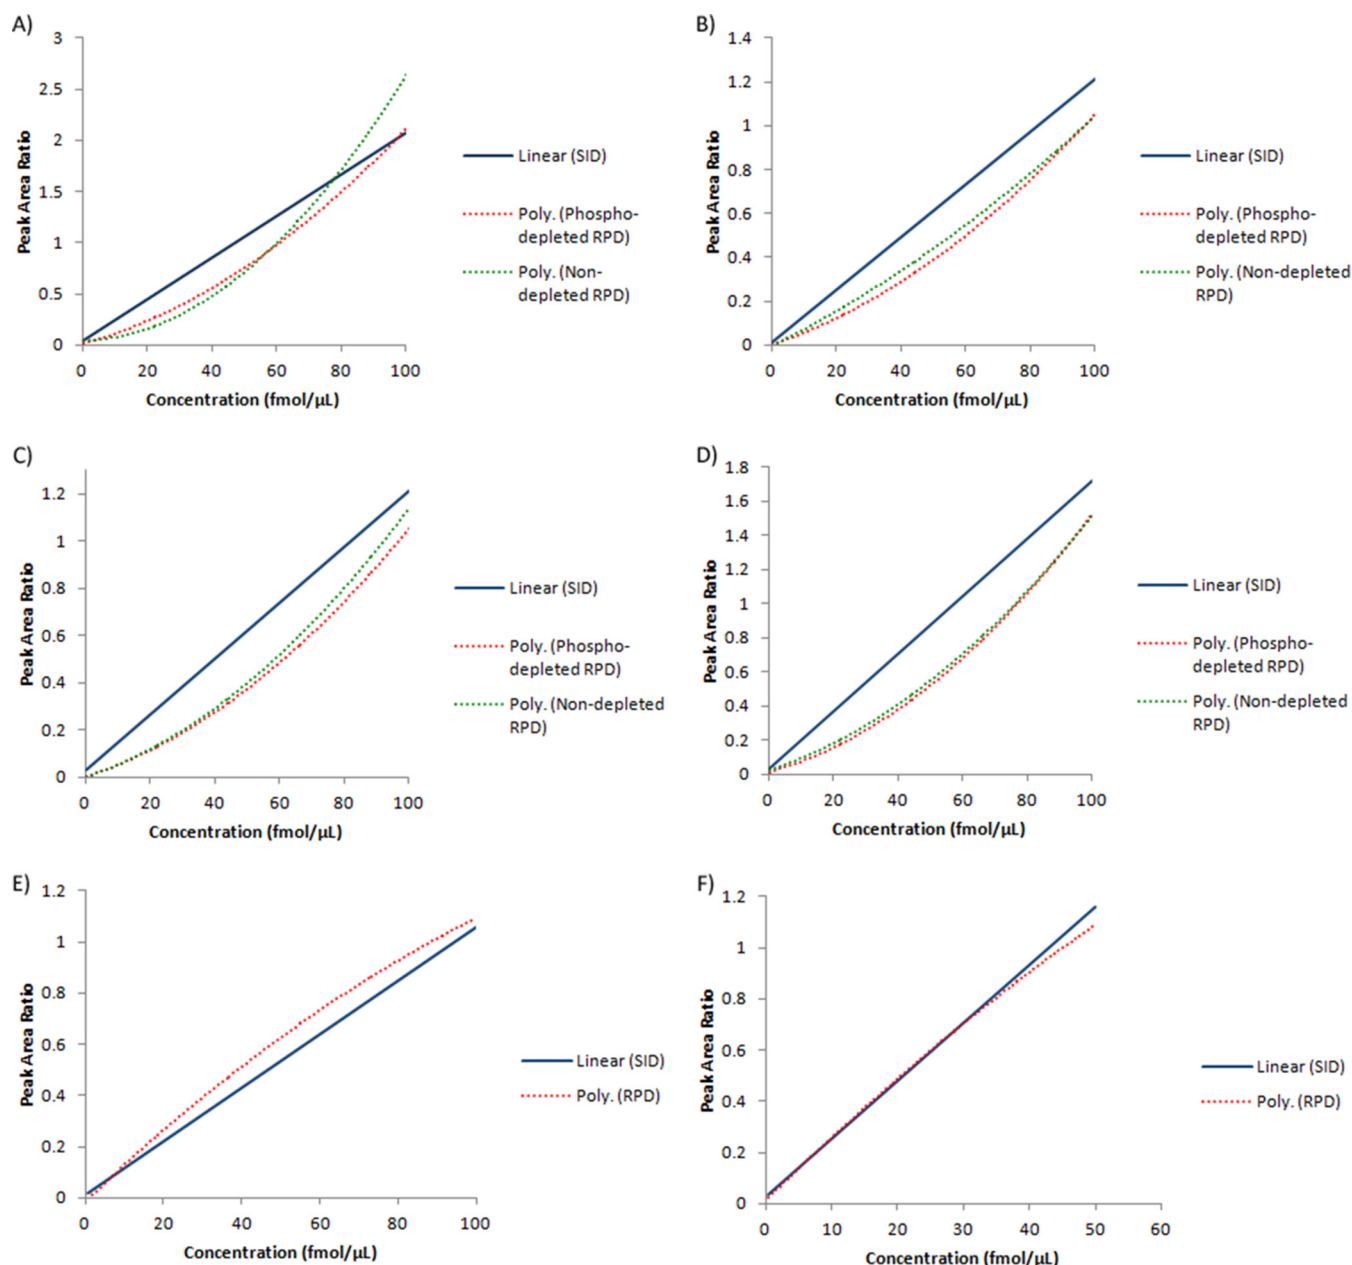 A)
3
2.5
2
1.5
1
0.5
0
0
20
40
60
80
100
Peak Area Ratio
Concentration (fmol/µL)
Linear (SID)
Poly. (Phospho-
depleted RPD)
Poly. (Non-
depleted RPD)
B)
1.4
1.2
1
0.8
0.6
0.4
0.2
0
0
20
40
60
80
100
Peak Area Ratio
Concentration (fmol/µL)
Linear (SID)
Poly. (Phospho-
depleted RPD)
Poly. (Non-depleted
RPD)
C)
1.2
1
0.8
0.6
0.4
0.2
0
0
20
40
60
80
100
Peak Area Ratio
Concentration (fmol/µL)
Linear (SID)
Poly. (Phospho-
depleted RPD)
Poly. (Non-depleted
RPD)
D)
1.8
1.6
1.4
1.2
1
0.8
0.6
0.4
0.2
0
0
20
40
60
80
100
Peak Area Ratio
Concentration (fmol/µL)
Linear (SID)
Poly. (Phospho-
depleted RPD)
Poly. (Non-depleted
RPD)
E)
1.2
1
0.8
0.6
0.4
0.2
0
0
20
40
60
80
100
Peak Area Ratio
Concentration (fmol/µL)
Linear (SID)
Poly. (RPD)
F)
1.2
1
0.8
0.6
0.4
0.2
0
0
10
20
30
40
50
60
Peak Area Ratio
Concentration (fmol/µL)
Linear (SID)
Poly. (RPD)